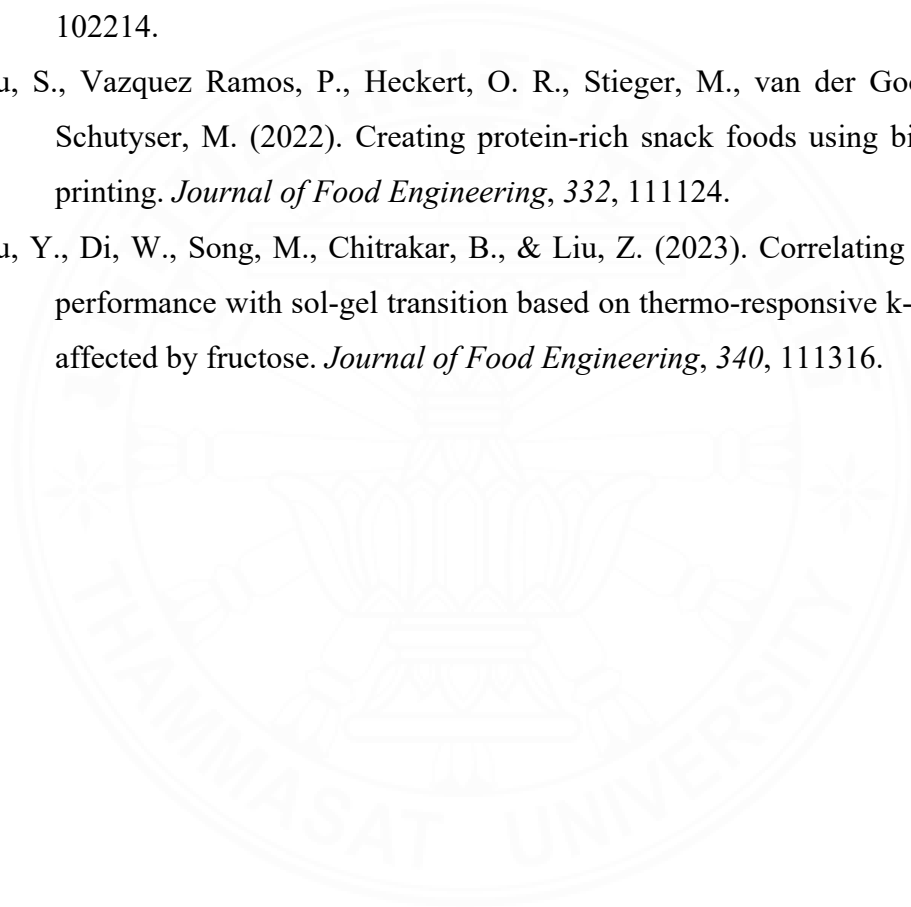 102214.
u, S., Vazquez Ramos, P., Heckert, O. R., Stieger, M., van der Goo
Schutyser, M. (2022). Creating protein-rich snack foods using bi
printing. Journal of Food Engineering, 332, 111124.
u, Y., Di, W., Song, M., Chitrakar, B., & Liu, Z. (2023). Correlating
performance with sol-gel transition based on thermo-responsive k-
affected by fructose. Journal of Food Engineering, 340, 111316.
THAMMASAT UNIVERSITY